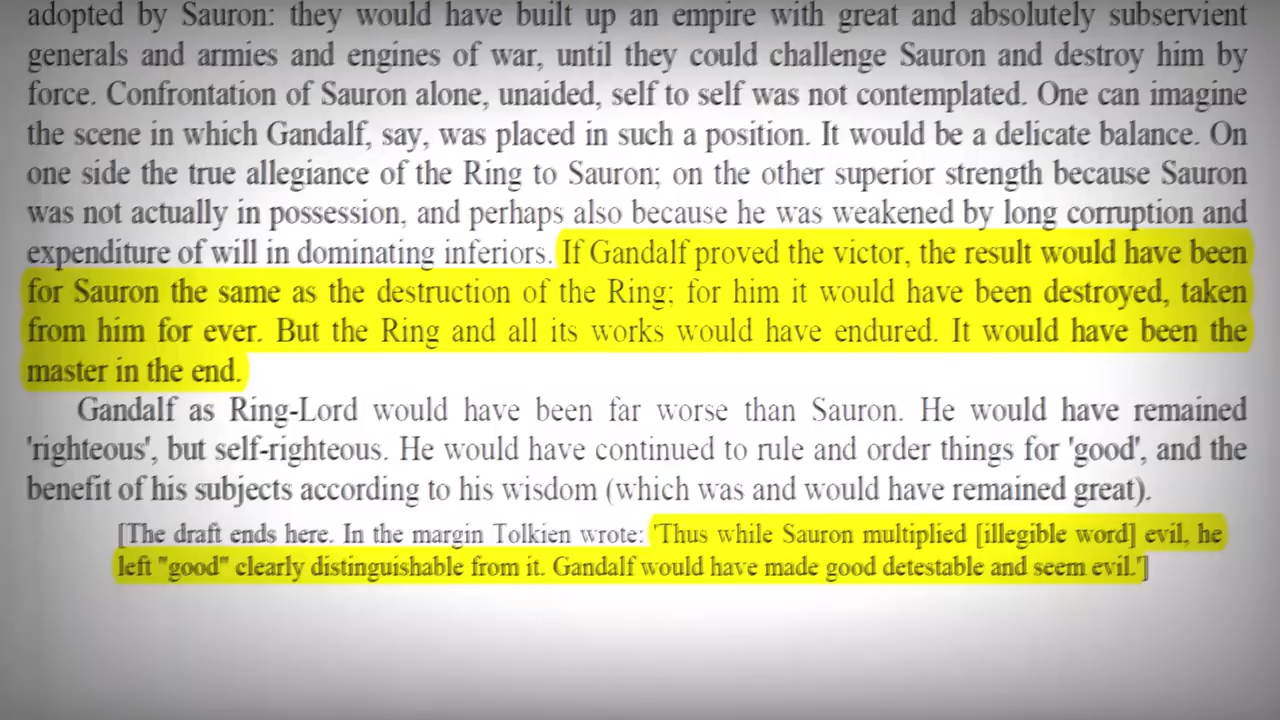 adopted by Sauron: they would have built up an empire with great and absolutely subservient
generals and armies and engines of war, until they could challenge Sauron and destroy him by
force. Confrontation of Sauron alone, unaided, self to self was not contemplated. One can imagine
the scene in which Gandalf, say, was placed in such a position. It would be a delicate balance. On
one side the true allegiance of the Ring to Sauron; on the other superior strength because Sauron
was not actually in possession, and perhaps also because he was weakened by long corruption and
expenditure of will in dominating inferiors. If Gandalf proved the victor, the result would have been
for Sauron the same as the destruction of the Ring; for him it would have been destroyed, taken
from him for ever. But the Ring and all its works would have endured. It would have been the
master in the end.
Gandalf as Ring-Lord would have been far worse than Sauron. He would have remained
'righteous', but self-righteous. He would have continued to rule and order things for 'good', and the
benefit of his subjects according to his wisdom (which was and would have remained great).
[The draft ends here. In the margin Tolkien wrote: 'Thus while Sauron multiplied [illegible word] evil, he
left "good" clearly distinguishable from it. Gandalf would have made good detestable and seem evil.']